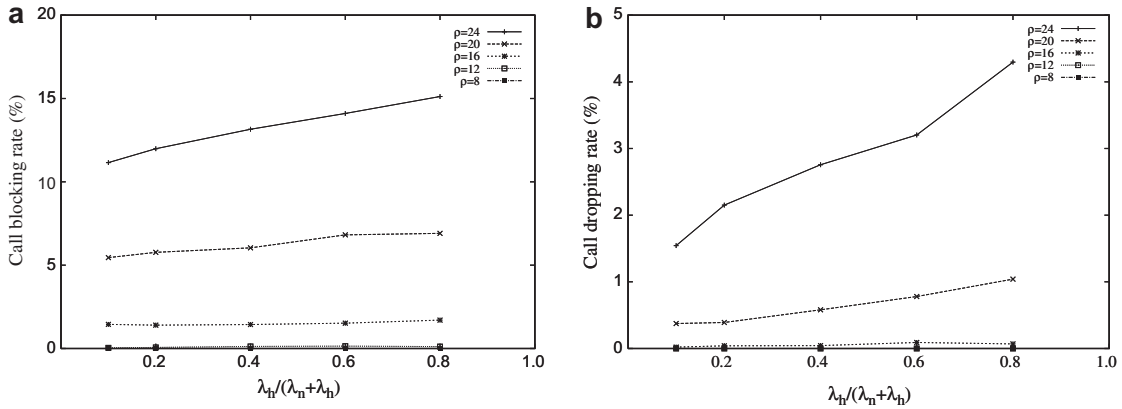 a
Call blocking rate (%)
20
15
10
5
0
ρ=24
ρ=20
ρ=16
ρ=12
ρ=8
0.2
0.4
0.6
0.8
1.0
λh/(λn+λh)
b
Call dropping rate (%)
5
4
3
2
1
0
ρ=24
ρ=20
ρ=16
ρ=12
ρ=8
0.2
0.4
0.6
0.8
1.0
λh/(λn+λh)